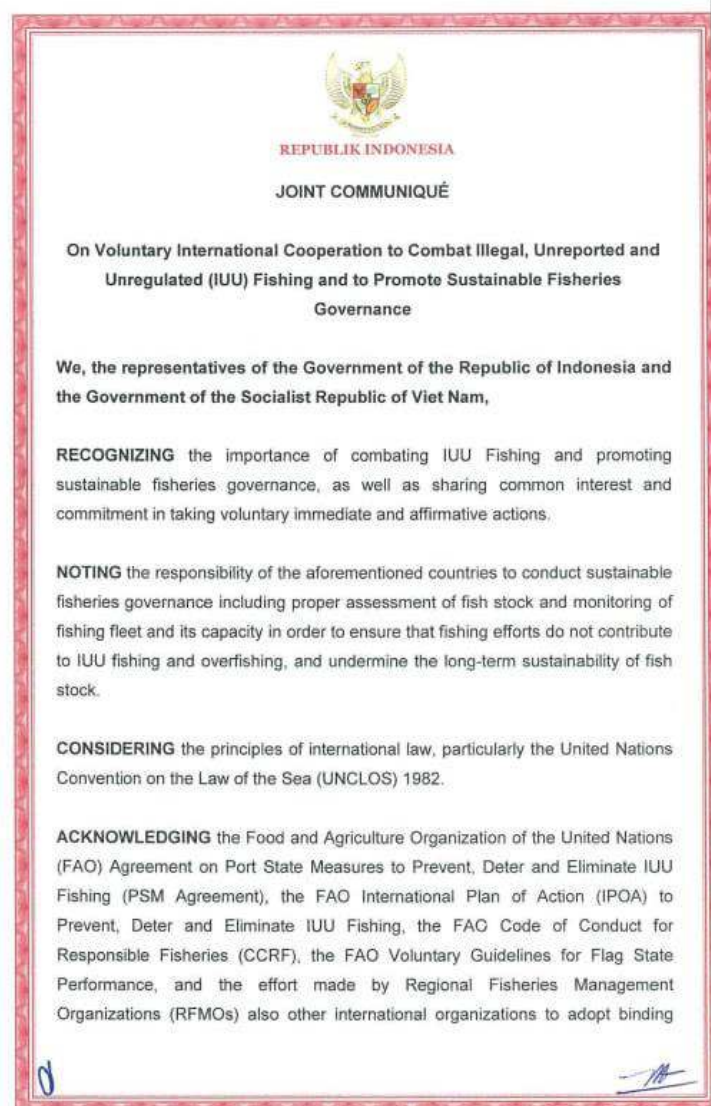 REPUBLIK INDONESIA
JOINT COMMUNIQUÉ
On Voluntary International Cooperation to Combat Illegal, Unreported and
Unregulated (IUU) Fishing and to Promote Sustainable Fisheries
Governance
We, the representatives of the Government of the Republic of Indonesia and
the Government of the Socialist Republic of Viet Nam,
RECOGNIZING the importance of combating IUU Fishing and promoting
sustainable fisheries governance, as well as sharing common interest and
commitment in taking voluntary immediate and affirmative actions.
NOTING the responsibility of the aforementioned countries to conduct sustainable
fisheries governance including proper assessment of fish stock and monitoring of
fishing fleet and its capacity in order to ensure that fishing efforts do not contribute
to IUU fishing and overfishing, and undermine the long-term sustainability of fish
stock.
CONSIDERING the principles of international law, particularly the United Nations
Convention on the Law of the Sea (UNCLOS) 1982.
ACKNOWLEDGING the Food and Agriculture Organization of the United Nations
(FAO) Agreement on Port State Measures to Prevent, Deter and Eliminate IUU
Fishing (PSM Agreement), the FAO International Plan of Action (IPOA) to
Prevent, Deter and Eliminate IUU Fishing, the FAO Code of Conduct for
Responsible Fisheries (CCRF), the FAO Voluntary Guidelines for Flag State
Performance, and the effort made by Regional Fisheries Management
Organizations (RFMOs) also other international organizations to adopt binding